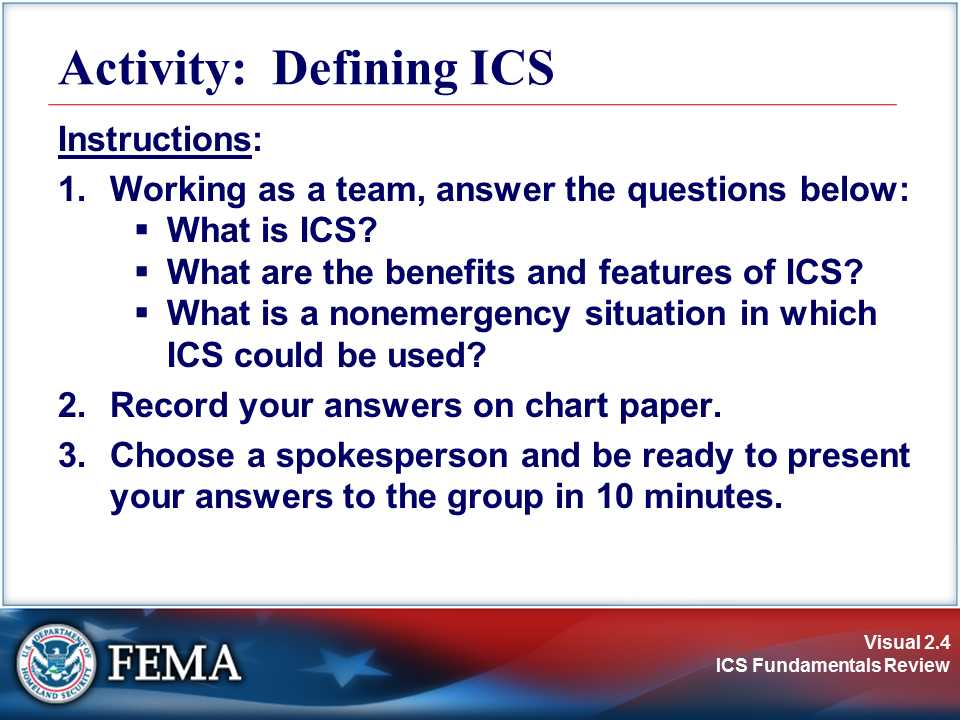 Activity:  Defining ICS
Instructions:
1. Working as a team, answer the questions below:
▪ What is ICS?
▪ What are the benefits and features of ICS?
▪ What is a nonemergency situation in which
ICS could be used?
2. Record your answers on chart paper.
3. Choose a spokesperson and be ready to present
your answers to the group in 10 minutes.
U.S. DEPARTMENT OF
HOMELAND SECURITY
FEMA
Visual 2.4
ICS Fundamentals Review